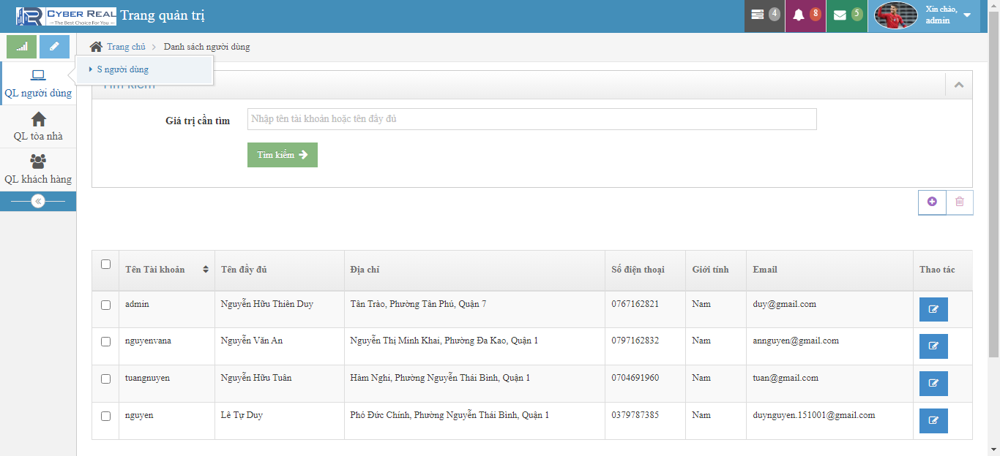 CYBER REAL
The Best Choice For You
Trang quản trị
4
8
5
Xin chào,
admin
Trang chủ
Danh sách người dùng
S người dùng
QL người dùng
QL tòa nhà
QL khách hàng
Tìm kiếm
Giá trị cần tìm
Nhập tên tài khoản hoặc tên đầy đủ
Tìm kiếm
Tên Tài khoản Tên đầy đủ Địa chỉ Số điện thoại Giới tính Email Thao tác
admin Nguyễn Hữu Thiên Duy Tân Trào, Phường Tân Phú, Quận 7 0767162821 Nam duy@gmail.com
nguyenvana Nguyễn Văn An Nguyễn Thị Minh Khai, Phường Đa Kao, Quận 1 0797162832 Nam annguyen@gmail.com
tuangnuyen Nguyễn Hữu Tuân Hàm Nghi, Phường Nguyễn Thái Bình, Quận 1 0704691960 Nam tuan@gmail.com
nguyen Lê Tự Duy Phó Đức Chính, Phường Nguyễn Thái Bình, Quận 1 0379787385 Nam duynguyen.151001@gmail.com